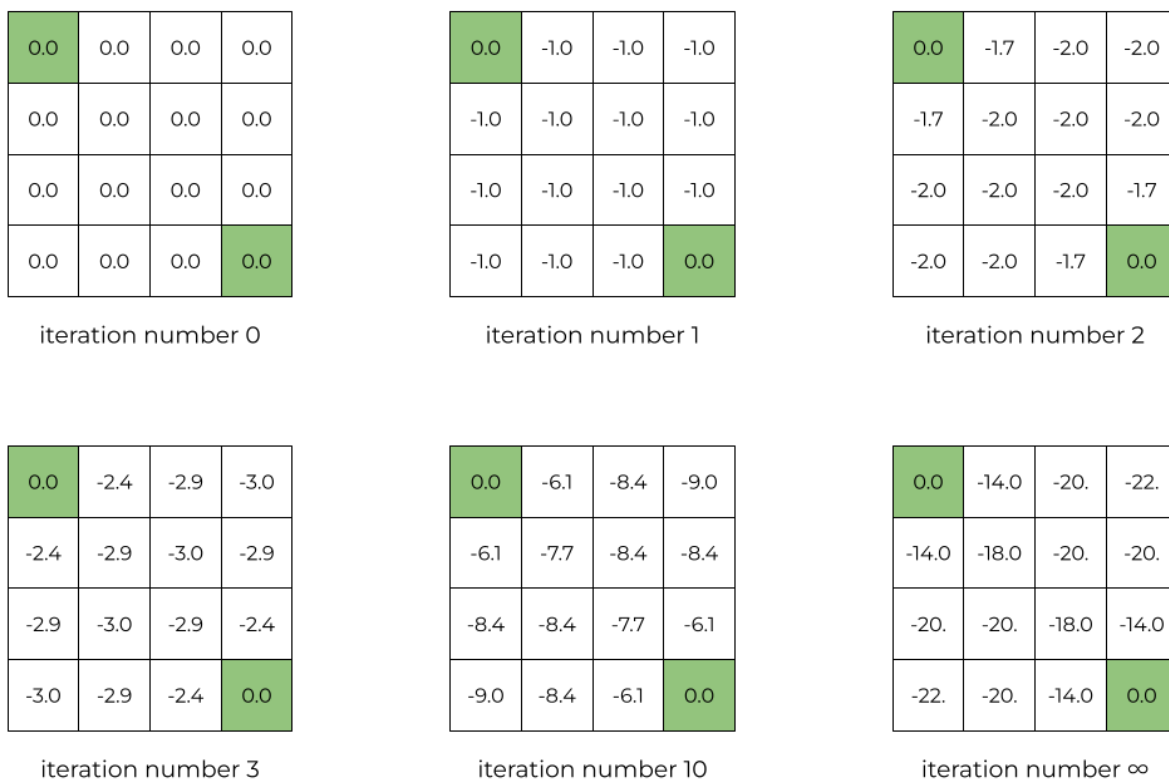 0.0 0.0 0.0 0.0
0.0 0.0 0.0 0.0
0.0 0.0 0.0 0.0
0.0 0.0 0.0 0.0
iteration number 0
0.0 -1.0 -1.0 -1.0
-1.0 -1.0 -1.0 -1.0
-1.0 -1.0 -1.0 -1.0
-1.0 -1.0 -1.0 0.0
iteration number 1
0.0 -1.7 -2.0 -2.0
-1.7 -2.0 -2.0 -2.0
-2.0 -2.0 -2.0 -1.7
-2.0 -2.0 -1.7 0.0
iteration number 2
0.0 -2.4 -2.9 -3.0
-2.4 -2.9 -3.0 -2.9
-2.9 -3.0 -2.9 -2.4
-3.0 -2.9 -2.4 0.0
iteration number 3
0.0 -6.1 -8.4 -9.0
-6.1 -7.7 -8.4 -8.4
-8.4 -8.4 -7.7 -6.1
-9.0 -8.4 -6.1 0.0
iteration number 10
0.0 -14.0 -20. -22.
-14.0 -18.0 -20. -20.
-20. -20. -18.0 -14.0
-22. -20. -14.0 0.0
iteration number ∞